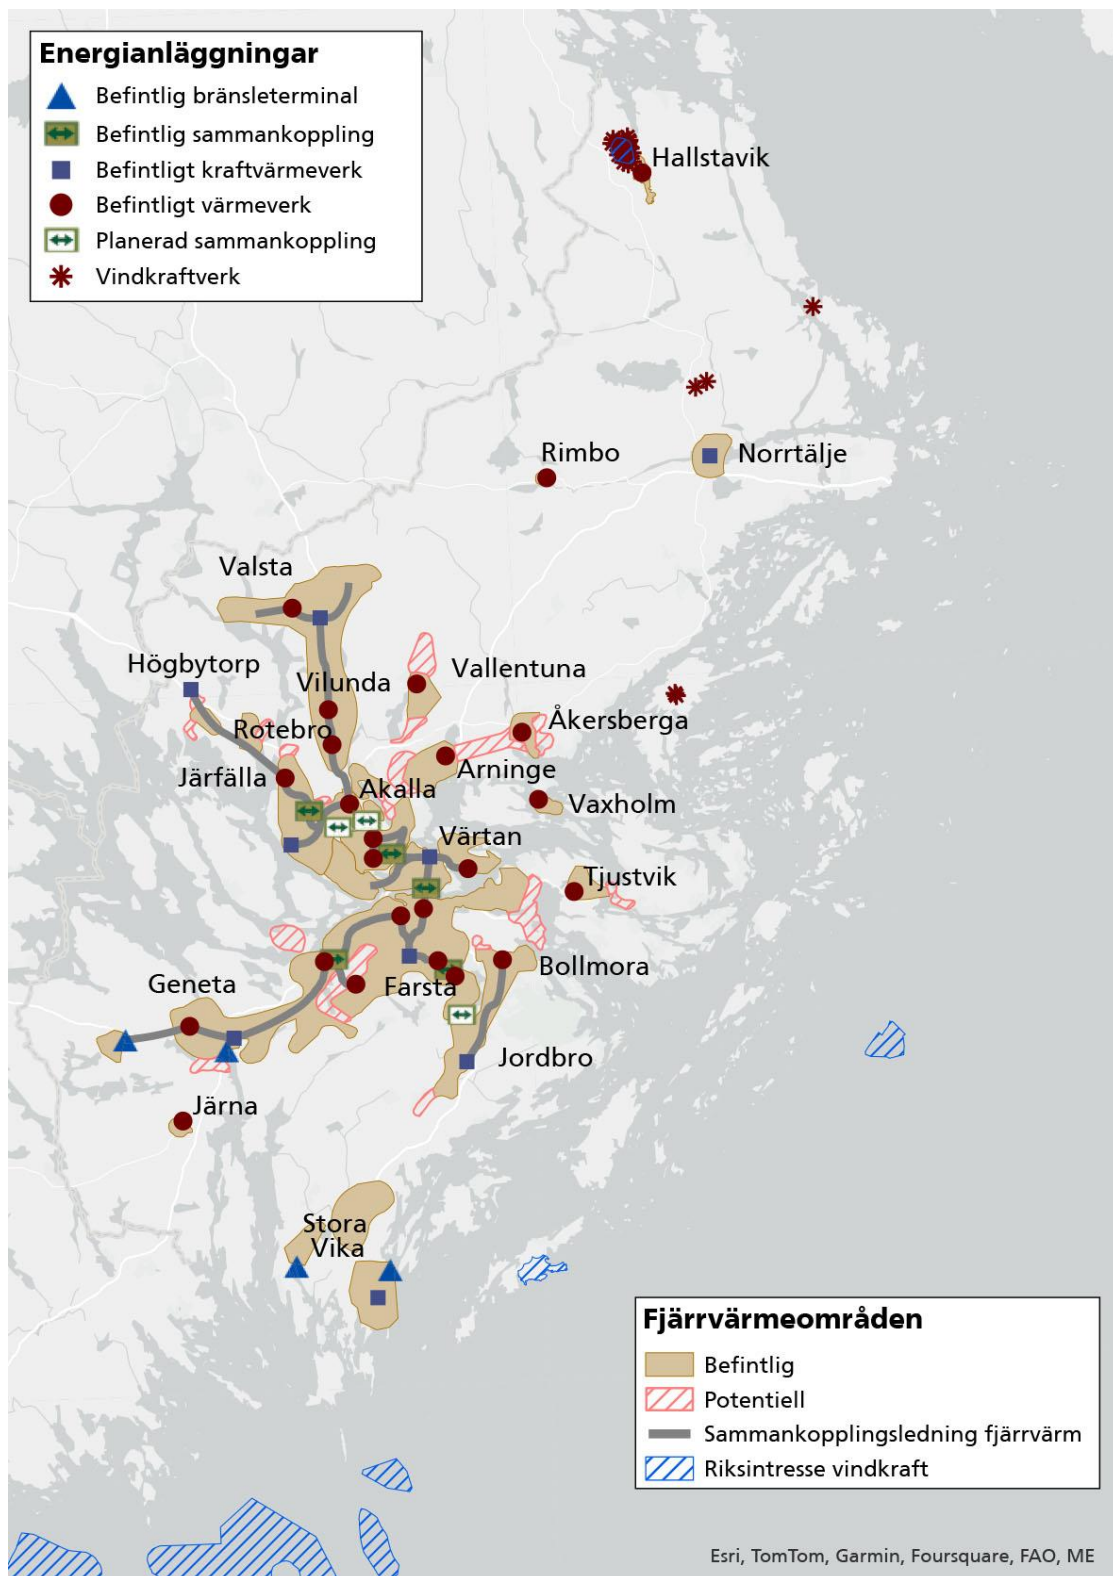 Energianläggningar
Befintlig bränsleterminal
Befintlig sammankoppling
Befintligt kraftvärmeverk
Befintligt värmeverk
Planerad sammankoppling
Vindkraftverk
Hallstavik
Rimbo
Norrtälje
Valsta
Högbytorp
Vallentuna
Vilunda
Åkersberga
Rotebro
Arninge
Järfälla
Akalla
Vaxholm
Värtan
Tjustvik
Bollmora
Geneta
Farsta
Jordbro
Järna
Stora
Vika
Fjärrvärmeområden
Befintlig
Potentiell
Sammankopplingsledning fjärrvärm
Riksintresse vindkraft
Esri, TomTom, Garmin, Foursquare, FAO, ME